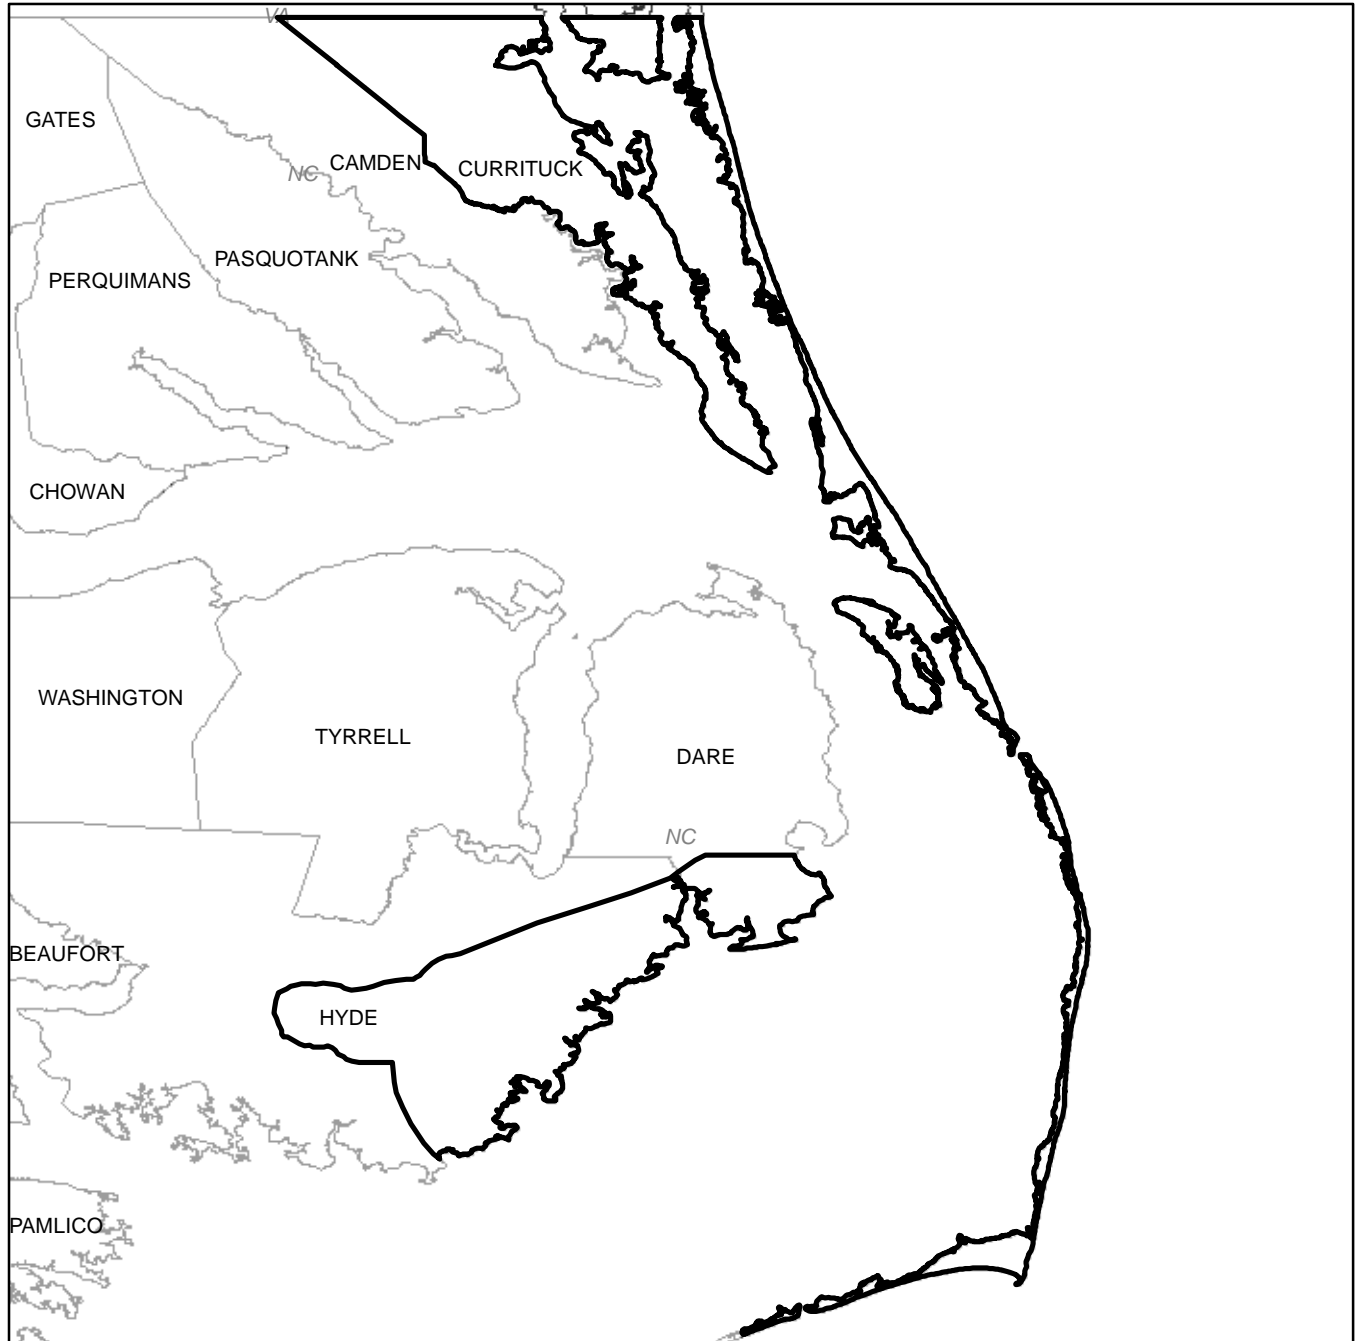 VA
GATES
CAMDEN
CURRITUCK
NC
PASQUOTANK
PERQUIMANS
CHOWAN
WASHINGTON
TYRRELL
DARE
NC
BEAUFORT
HYDE
PAMLICO